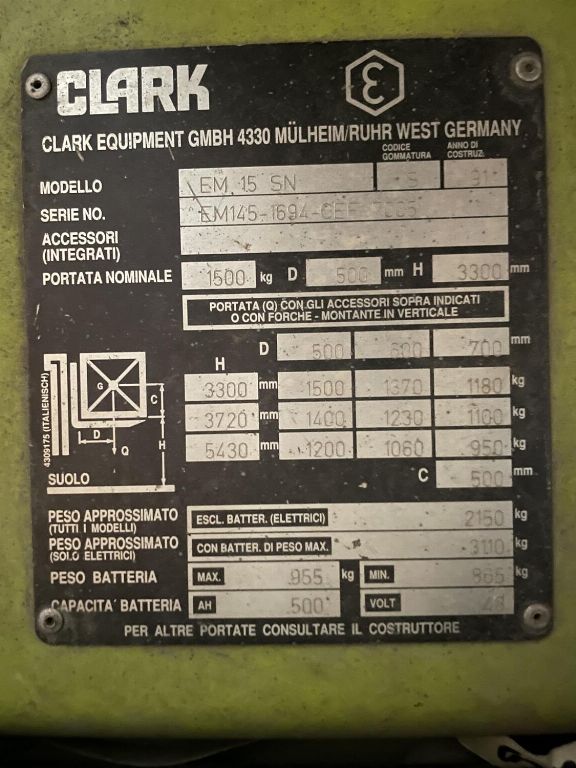 CLARK
CLARK EQUIPMENT GMBH 4330 MÜLHEIM/RUHR WEST GERMANY
CODICE GOMMATURA ANNO DI COSTRUZ.
MODELLO EM 15 SN S 91
SERIE NO. EM145-1694-CEF
ACCESSORI
(INTEGRATI)
PORTATA NOMINALE 1500 kg D 500 mm H 3300 mm
PORTATA (Q) CON GLI ACCESSORI SOPRA INDICATI
O CON FORCHE - MONTANTE IN VERTICALE
D 500 600 700 mm
H
3300 mm 1500 1370 1180 kg
3720 mm 1400 1230 1100 kg
5430 mm 1200 1060 950 kg
C 500 mm
G
C
D
H
Q
SUOLO
4309175 (ITALIENISCH)
PESO APPROSSIMATO
(TUTTI I MODELLI)
ESCL. BATTER. (ELETTRICI) 2150 kg
PESO APPROSSIMATO
(SOLO ELETTRICI)
CON BATTER. DI PESO MAX. 3110 kg
PESO BATTERIA MAX. 955 kg MIN. 865 kg
CAPACITA' BATTERIA AH 500 VOLT 48
PER ALTRE PORTATE CONSULTARE IL COSTRUTTORE